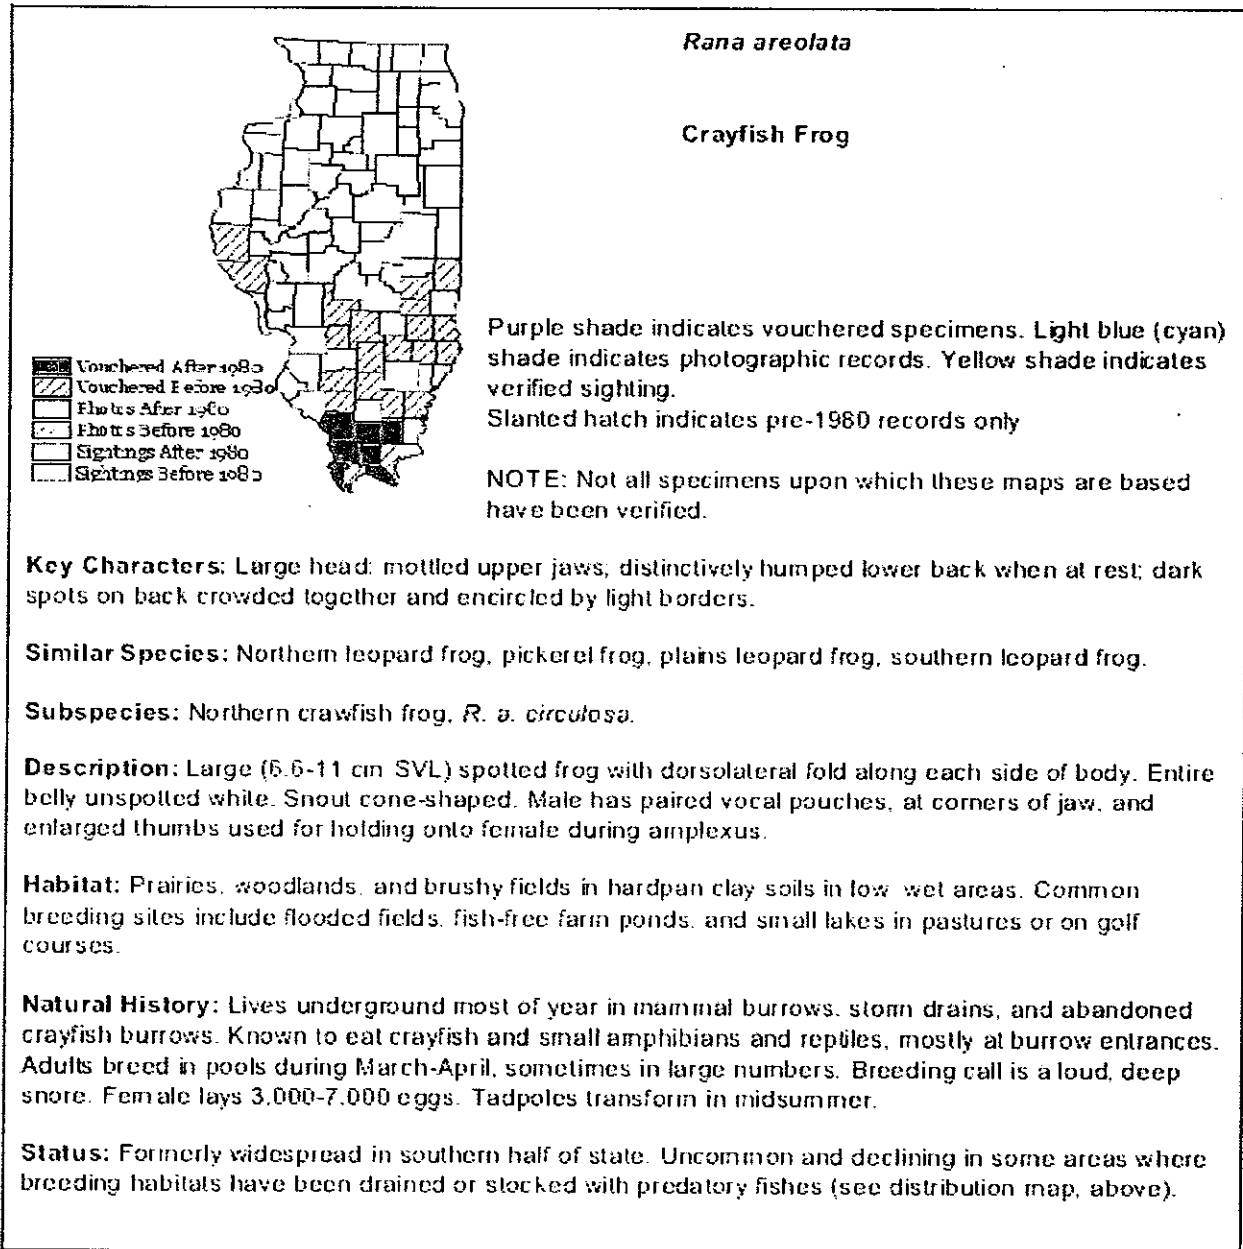 Rana areolata
Crayfish Frog
Purple shade indicates vouchered specimens. Light blue (cyan)
shade indicates photographic records. Yellow shade indicates
verified sighting.
Slanted hatch indicates pre-1980 records only
Vouchered After 1980
Vouchered Before 1980
Photos After 1980
Photos Before 1980
Sightings After 1980
Sightings Before 1980
NOTE: Not all specimens upon which these maps are based
have been verified.
Key Characters: Large head: mottled upper jaws; distinctively humped lower back when at rest; dark
spots on back crowded together and encircled by light borders.
Similar Species: Northern leopard frog, pickerel frog, plains leopard frog, southern leopard frog.
Subspecies: Northern crawfish frog, R. a. circulosa.
Description: Large (6.6-11 cm SVL) spotted frog with dorsolateral fold along each side of body. Entire
belly unspotted while. Snout cone-shaped. Male has paired vocal pouches, at corners of jaw, and
enlarged thumbs used for holding onto female during amplexus.
Habitat: Prairies, woodlands, and brushy fields in hardpan clay soils in low wet areas. Common
breeding sites include flooded fields, fish-free farm ponds, and small lakes in pastures or on golf
courses.
Natural History: Lives underground most of year in mammal burrows, storm drains, and abandoned
crayfish burrows. Known to eat crayfish and small amphibians and reptiles, mostly at burrow entrances.
Adults breed in pools during March-April, sometimes in large numbers. Breeding call is a loud, deep
snore. Female lays 3,000-7,000 eggs. Tadpoles transform in midsummer.
Status: Formerly widespread in southern half of state. Uncommon and declining in some areas where
breeding habitats have been drained or stocked with predatory fishes (see distribution map, above).